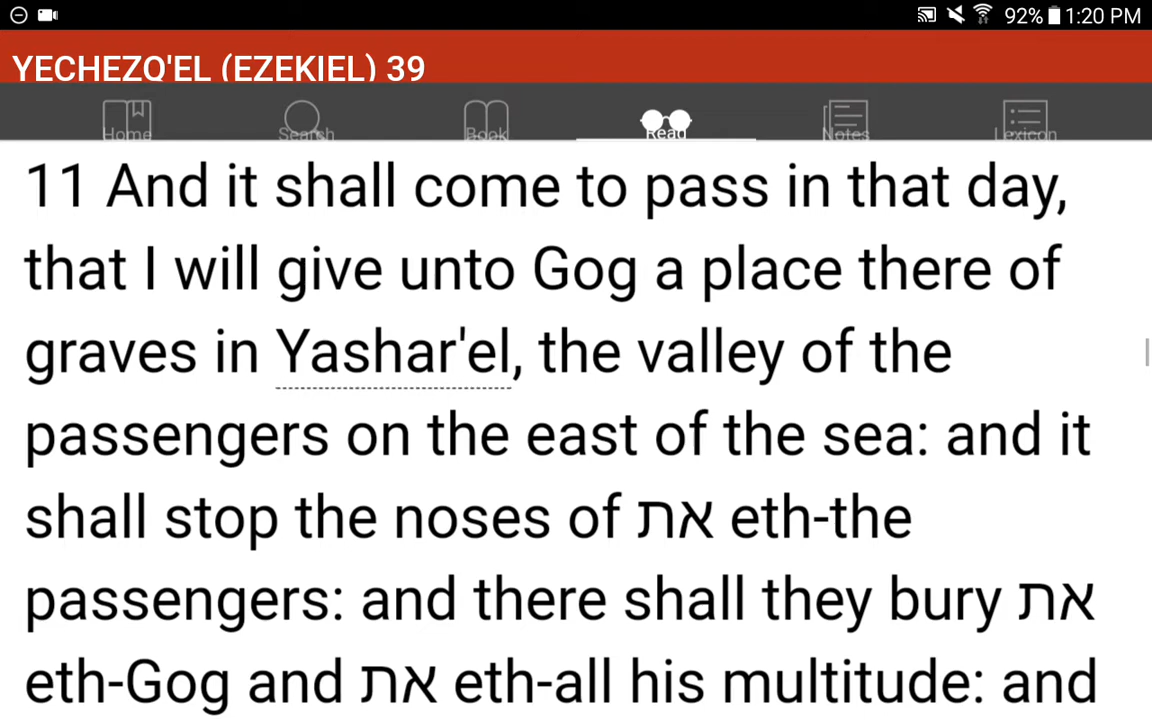 92% 1:20 PM
YECHEZQ'EL (EZEKIEL) 39
Home Search Book Read Notes Lexicon
11 And it shall come to pass in that day,
that I will give unto Gog a place there of
graves in Yashar'el, the valley of the
passengers on the east of the sea: and it
shall stop the noses of את eth-the
passengers: and there shall they bury את
eth-Gog and את eth-all his multitude: and